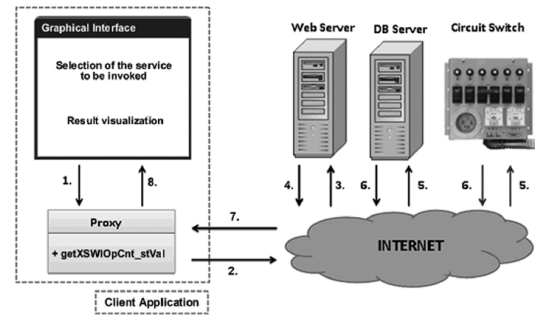 Graphical Interface
Selection of the service
to be invoked
Result visualization
1.
8.
Proxy
+ getXSWIOpCnt_stVal
Client Application
Web Server
DB Server
Circuit Switch
4.
3.
6.
5.
6.
5.
7.
2.
INTERNET